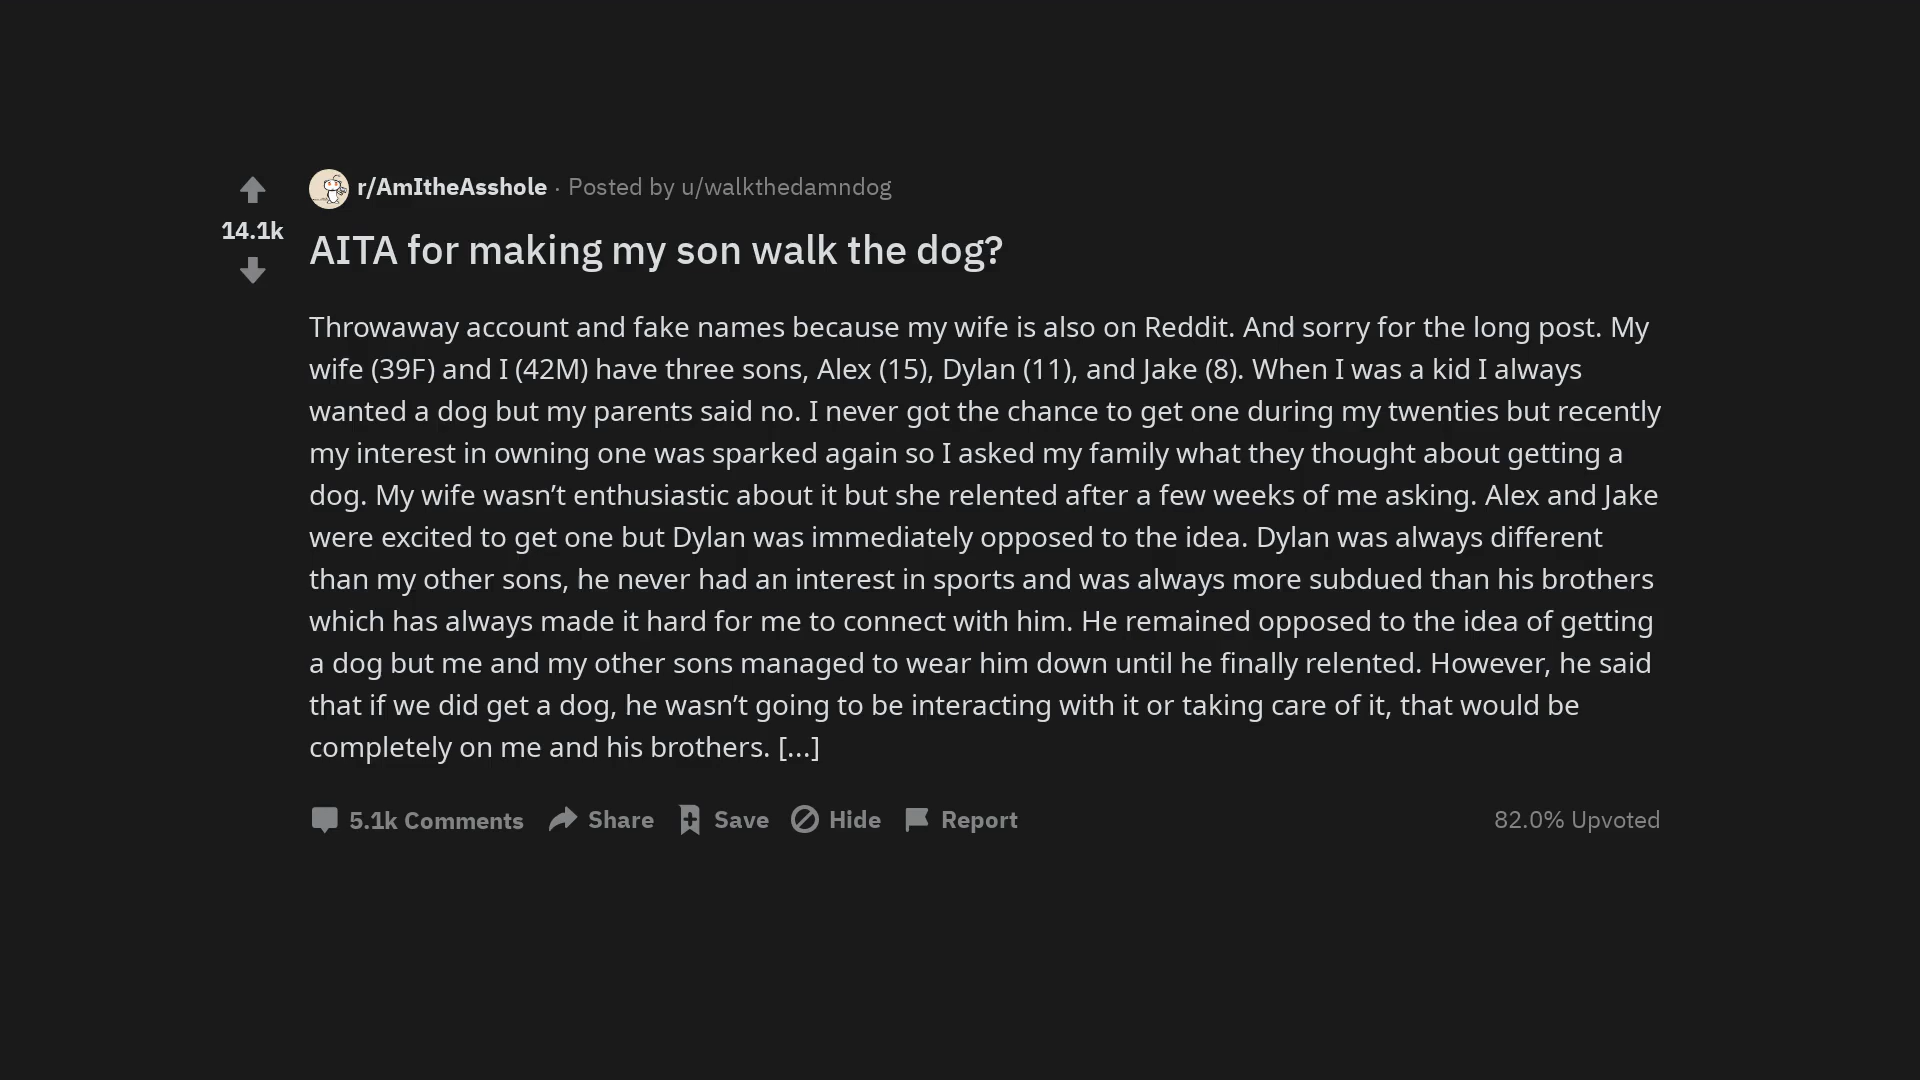 r/AmItheAsshole · Posted by u/walkthedamndog
14.1k
AITA for making my son walk the dog?
Throwaway account and fake names because my wife is also on Reddit. And sorry for the long post. My
wife (39F) and I (42M) have three sons, Alex (15), Dylan (11), and Jake (8). When I was a kid I always
wanted a dog but my parents said no. I never got the chance to get one during my twenties but recently
my interest in owning one was sparked again so I asked my family what they thought about getting a
dog. My wife wasn’t enthusiastic about it but she relented after a few weeks of me asking. Alex and Jake
were excited to get one but Dylan was immediately opposed to the idea. Dylan was always different
than my other sons, he never had an interest in sports and was always more subdued than his brothers
which has always made it hard for me to connect with him. He remained opposed to the idea of getting
a dog but me and my other sons managed to wear him down until he finally relented. However, he said
that if we did get a dog, he wasn’t going to be interacting with it or taking care of it, that would be
completely on me and his brothers. [...]
5.1k Comments Share Save Hide Report 82.0% Upvoted